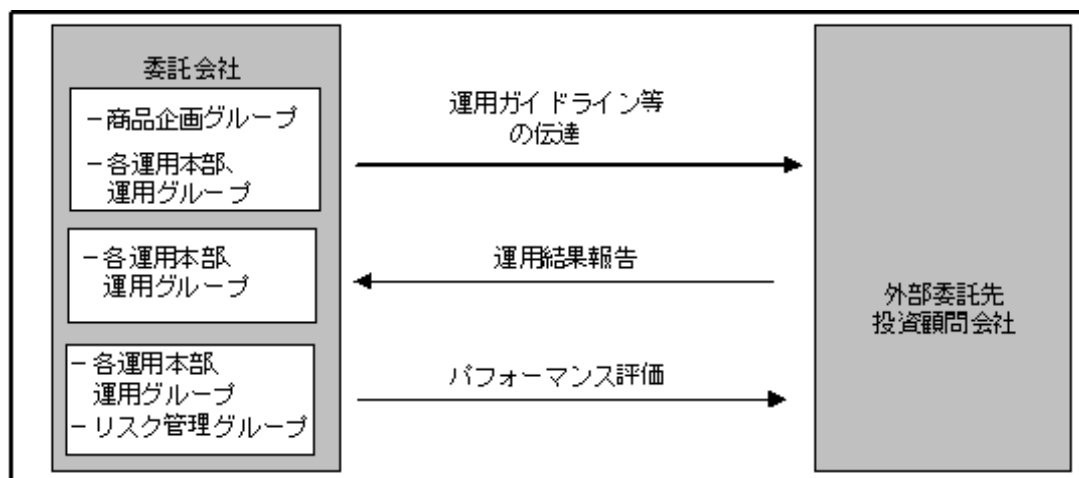 委託会社
－商品企画グループ
－各運用本部、
運用グループ
－各運用本部、
運用グループ
－各運用本部、
運用グループ
－リスク管理グループ
運用ガイドライン等
の伝達
運用結果報告
パフォーマンス評価
外部委託先
投資顧問会社